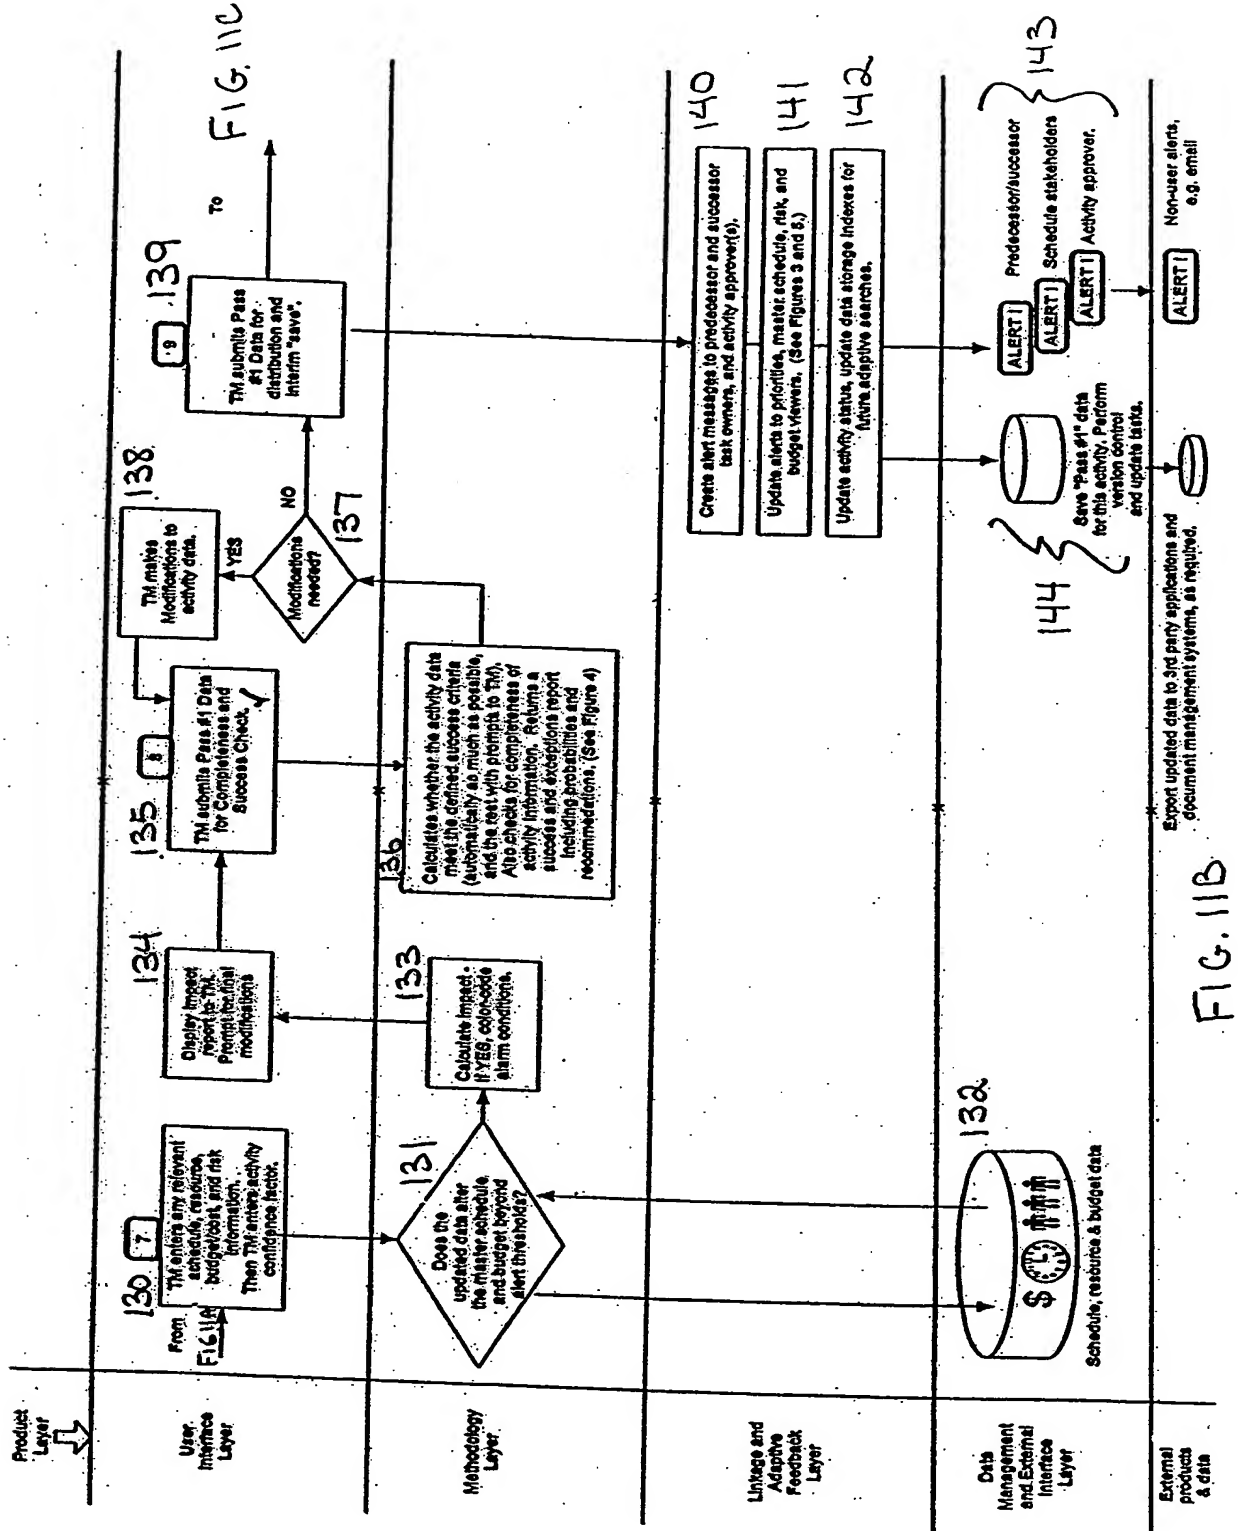 Product
Layer
User
Interface
Layer
130
7
From
FIG 11A
TM enters any relevant
schedule, resource,
budget/cost, and risk
information.
Then TM enters activity
confidence factor.
134
Display Impact
report to TM.
Prompt for final
modifications
135
8
TM submits Pass #1 Data
for Completeness and
Success Check.
138
TM makes
Modifications to
activity data.
YES
Modifications
needed?
137
NO
9
139
TM submits Pass
#1 Data for
distribution and
interim "save".
To
FIG. 11C
Methodology
Layer
131
Does the
updated data alter
the master schedule
and budget beyond
alert thresholds?
133
Calculate Impact -
If YES, color-code
alarm conditions.
136
Calculates whether the activity data
meet the defined success criteria
(automatically as much as possible,
and the rest with prompts to TM).
Also checks for completeness of
activity information. Returns a
success and exceptions report
including probabilities and
recommedations. (See Figure 4)
Linkage and
Adaptive
Feedback
Layer
Create alert messages to predecessor and successor
task owners, and activity approver(s).
140
Update alerts to priorities, master schedule, risk, and
budget viewers. (See Figures 3 and 5.)
141
Update activity status, update data storage indexes for
future adaptive searches.
142
Data
Management
and External
Interface
Layer
132
$
Schedule, resource & budget data
144
Save "Pass #1" data
for this activity. Perform
version control
and update tasks.
ALERT!
Predecessor/successor
ALERT!
Schedule stakeholders
ALERT!
Activity approver.
143
External
products
& data
Export updated data to 3rd party applications and
document management systems, as required.
ALERT!
Non-user alerts,
e.g. email
FIG. 11B